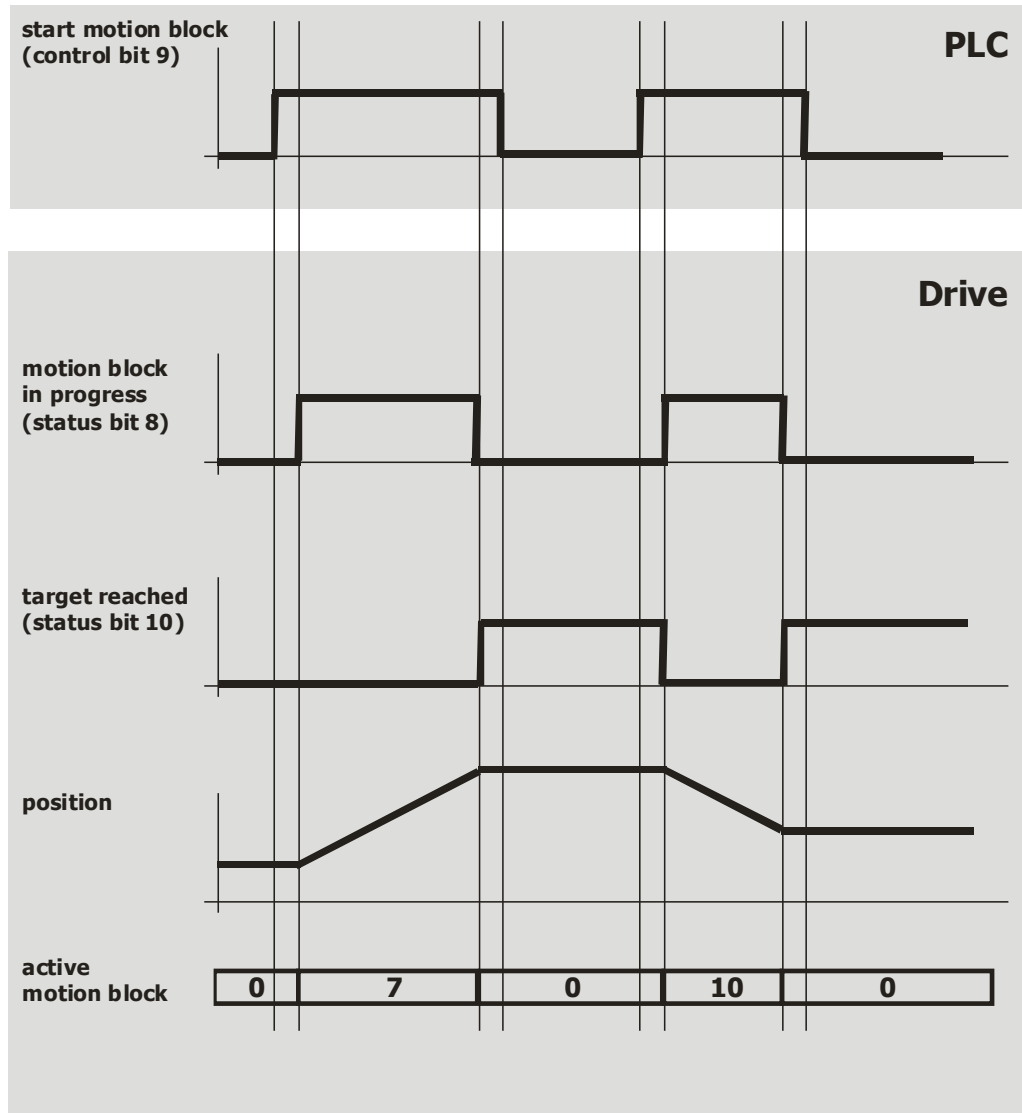 start motion block
(control bit 9)
PLC
Drive
motion block
in progress
(status bit 8)
target reached
(status bit 10)
position
active
motion block
0 7 0 10 0